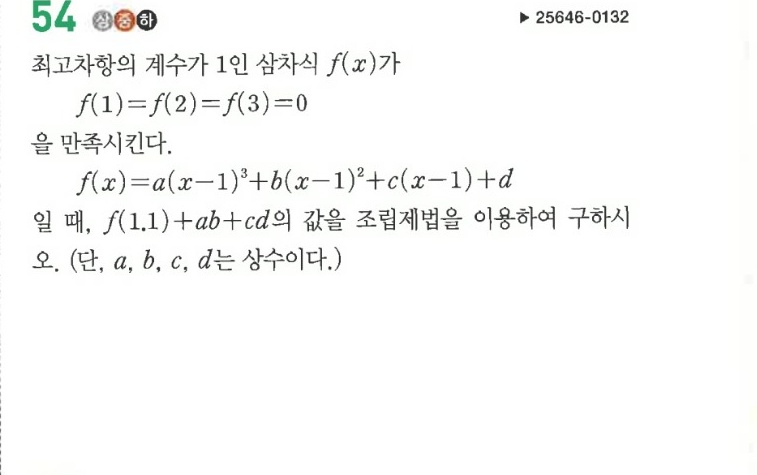 54 상중하 ▶ 25646-0132
최고차항의 계수가 1인 삼차식 f(x)가
f(1)=f(2)=f(3)=0
을 만족시킨다.
f(x)=a(x-1)³+b(x-1)²+c(x-1)+d
일 때, f(1.1)+ab+cd의 값을 조립제법을 이용하여 구하시
오. (단, a, b, c, d는 상수이다.)